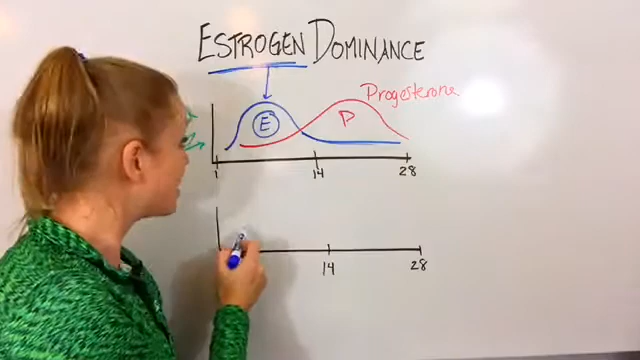 ESTROGEN DOMINANCE
Progesterone
E P
1 14 28
14 28